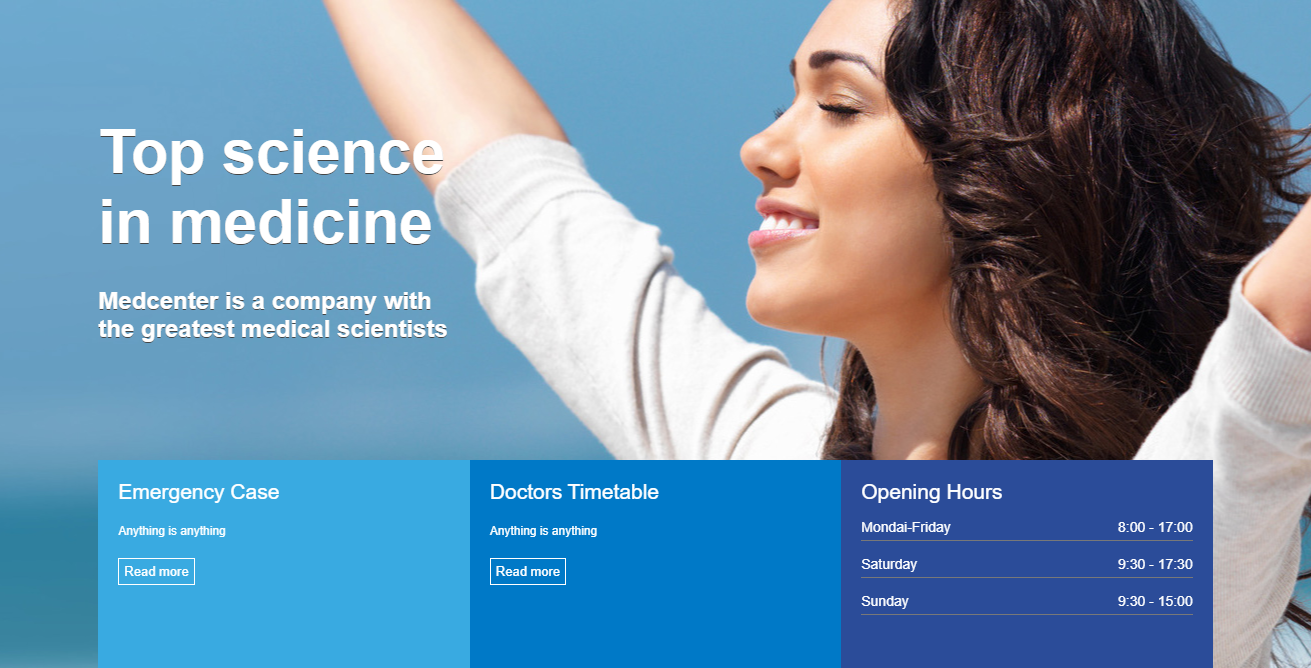 Top science
in medicine
Medcenter is a company with
the greatest medical scientists
Emergency Case
Anything is anything
Read more
Doctors Timetable
Anything is anything
Read more
Opening Hours
Mondai-Friday 8:00 - 17:00
Saturday 9:30 - 17:30
Sunday 9:30 - 15:00